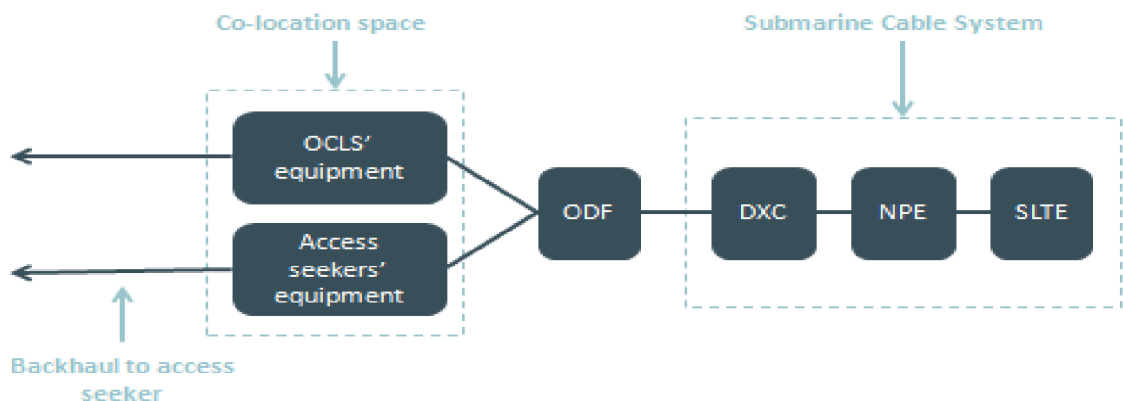 Co-location space
Submarine Cable System
OCLS’
equipment
Access
seekers’
equipment
ODF
DXC
NPE
SLTE
Backhaul to access
seeker